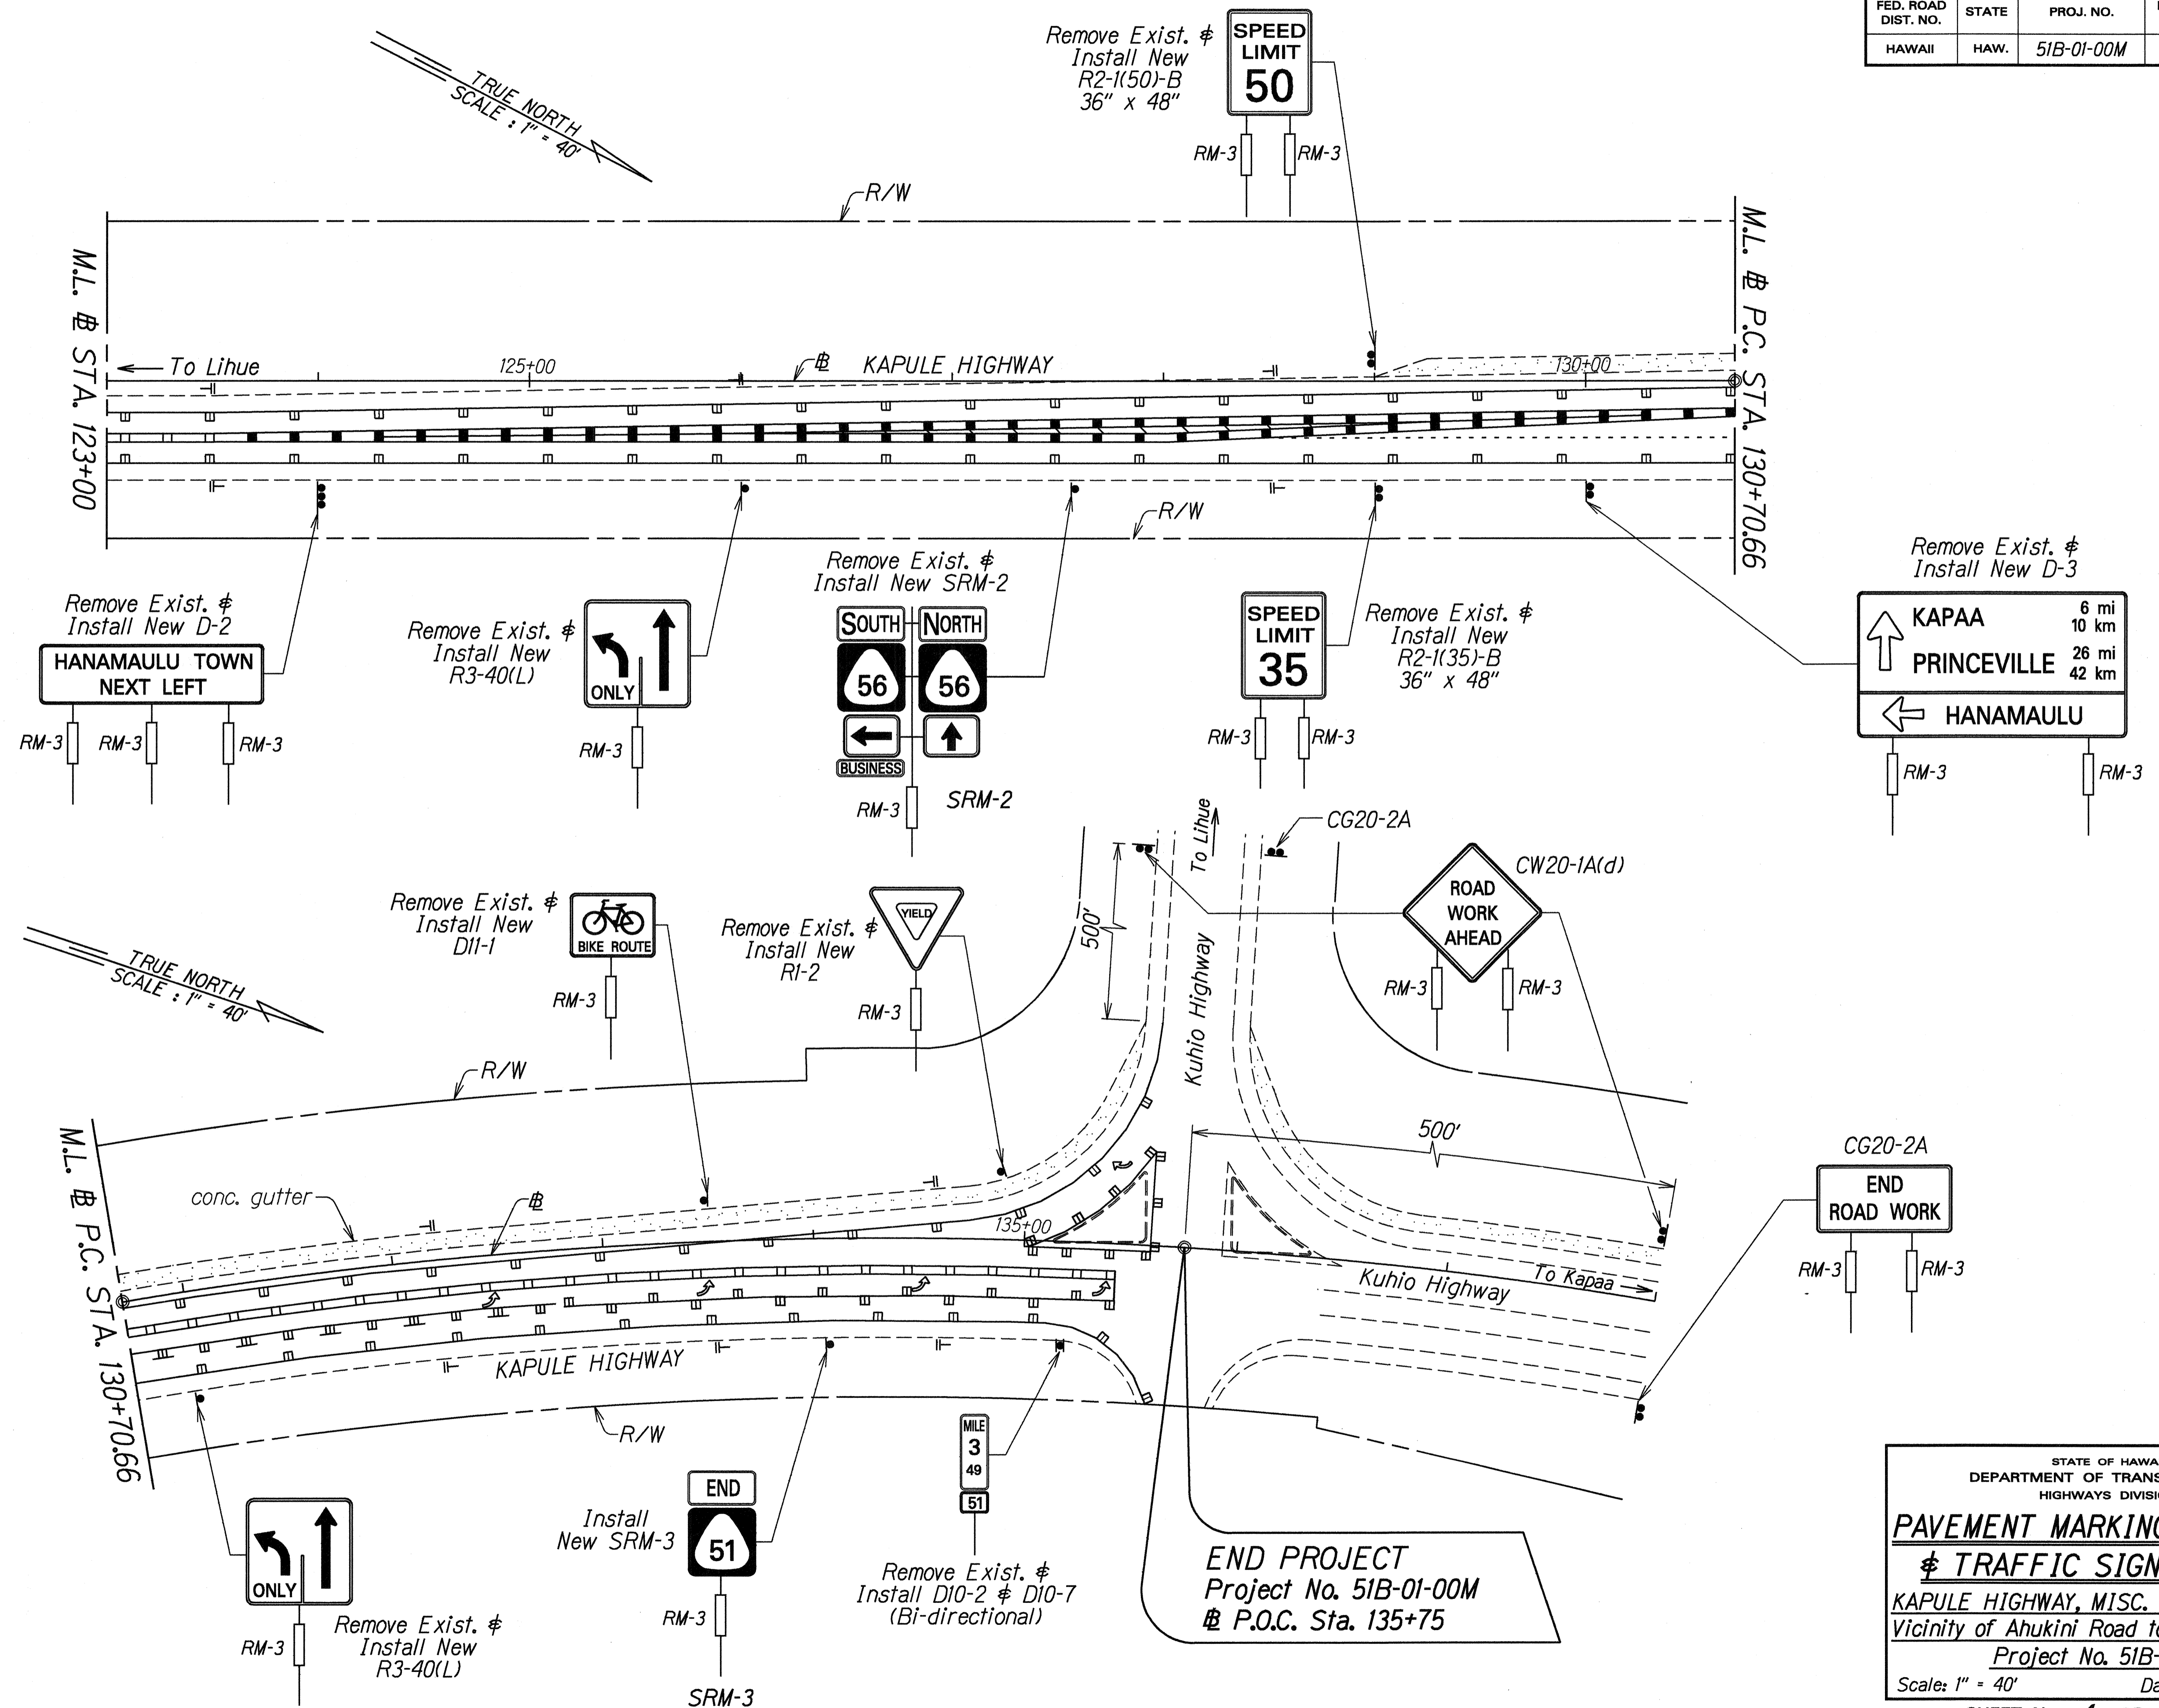 FED. ROAD
DIST. NO.
STATE
PROJ. NO.
HAWAII
HAW.
51B-01-00M
TRUE NORTH
SCALE : 1" = 40'
Remove Exist. &
Install New
R2-1(50)-B
36" x 48"
SPEED
LIMIT
50
RM-3
RM-3
R/W
M.L. BL STA. 123+00
To Lihue
125+00
BL
KAPULE HIGHWAY
130+00
M.L. BL P.C. STA. 130+70.66
R/W
Remove Exist. &
Install New D-2
HANAMAULU TOWN
NEXT LEFT
RM-3
RM-3
RM-3
Remove Exist. &
Install New
R3-40(L)
ONLY
RM-3
Remove Exist. &
Install New SRM-2
SOUTH
NORTH
56
56
BUSINESS
RM-3
SRM-2
SPEED
LIMIT
35
Remove Exist. &
Install New
R2-1(35)-B
36" x 48"
RM-3
RM-3
Remove Exist. &
Install New D-3
KAPAA
6 mi
10 km
PRINCEVILLE
26 mi
42 km
HANAMAULU
RM-3
RM-3
TRUE NORTH
SCALE : 1" = 40'
Remove Exist. &
Install New
D11-1
BIKE ROUTE
RM-3
Remove Exist. &
Install New
R1-2
YIELD
RM-3
500'
To Lihue
Kuhio Highway
CG20-2A
CW20-1A(d)
ROAD
WORK
AHEAD
RM-3
RM-3
R/W
M.L. BL P.C. STA. 130+70.66
conc. gutter
BL
135+00
500'
Kuhio Highway
To Kapaa
CG20-2A
END
ROAD WORK
RM-3
RM-3
KAPULE HIGHWAY
R/W
ONLY
RM-3
Remove Exist. &
Install New
R3-40(L)
Install
New SRM-3
END
51
RM-3
SRM-3
MILE
3
49
51
Remove Exist. &
Install D10-2 & D10-7
(Bi-directional)
END PROJECT
Project No. 51B-01-00M
BL P.O.C. Sta. 135+75
STATE OF HAWA
DEPARTMENT OF TRANS
HIGHWAYS DIVISI
PAVEMENT MARKING
& TRAFFIC SIGN
KAPULE HIGHWAY, MISC.
Vicinity of Ahukini Road to
Project No. 51B-
Scale: 1" = 40'
Da